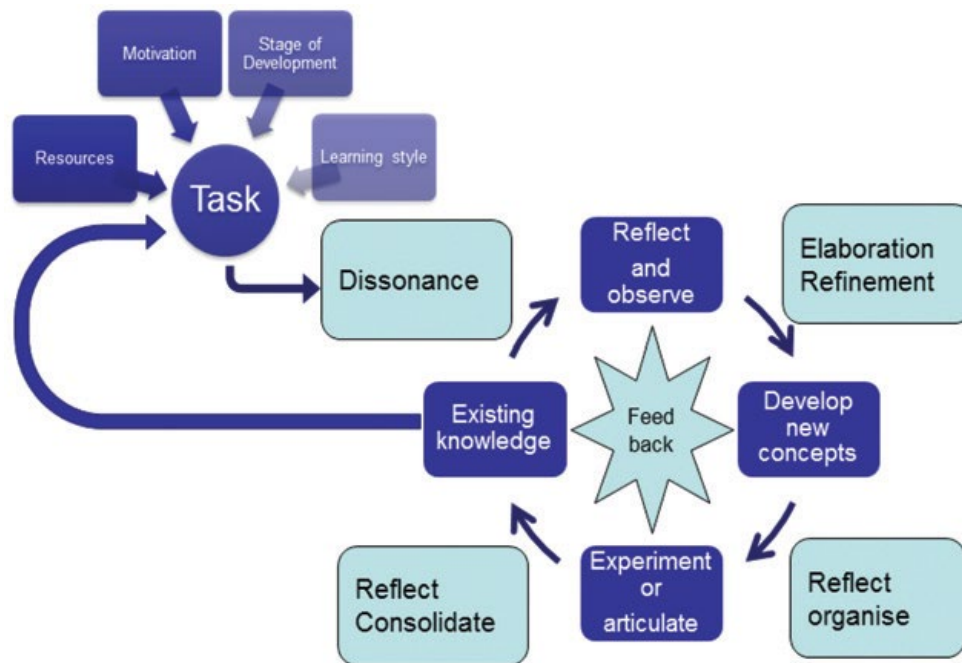 Motivation
Stage of
Development
Resources
Learning style
Task
Dissonance
Reflect
and
observe
Elaboration
Refinement
Existing
knowledge
Feed
back
Develop
new
concepts
Reflect
Consolidate
Experiment
or
articulate
Reflect
organise